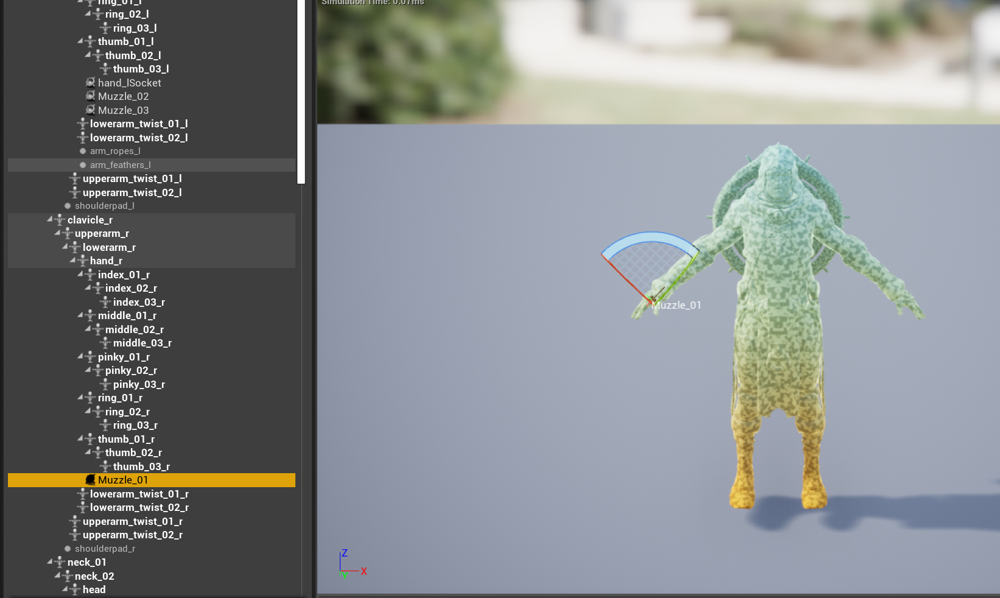 ring_01_l
ring_02_l
ring_03_l
thumb_01_l
thumb_02_l
thumb_03_l
hand_lSocket
Muzzle_02
Muzzle_03
lowerarm_twist_01_l
lowerarm_twist_02_l
arm_ropes_l
arm_feathers_l
upperarm_twist_01_l
upperarm_twist_02_l
shoulderpad_l
clavicle_r
upperarm_r
lowerarm_r
hand_r
index_01_r
index_02_r
index_03_r
middle_01_r
middle_02_r
middle_03_r
pinky_01_r
pinky_02_r
pinky_03_r
ring_01_r
ring_02_r
ring_03_r
thumb_01_r
thumb_02_r
thumb_03_r
Muzzle_01
lowerarm_twist_01_r
lowerarm_twist_02_r
upperarm_twist_01_r
upperarm_twist_02_r
shoulderpad_r
neck_01
neck_02
head
Simulation Time: 0.07ms
Muzzle_01
Z
X
Y